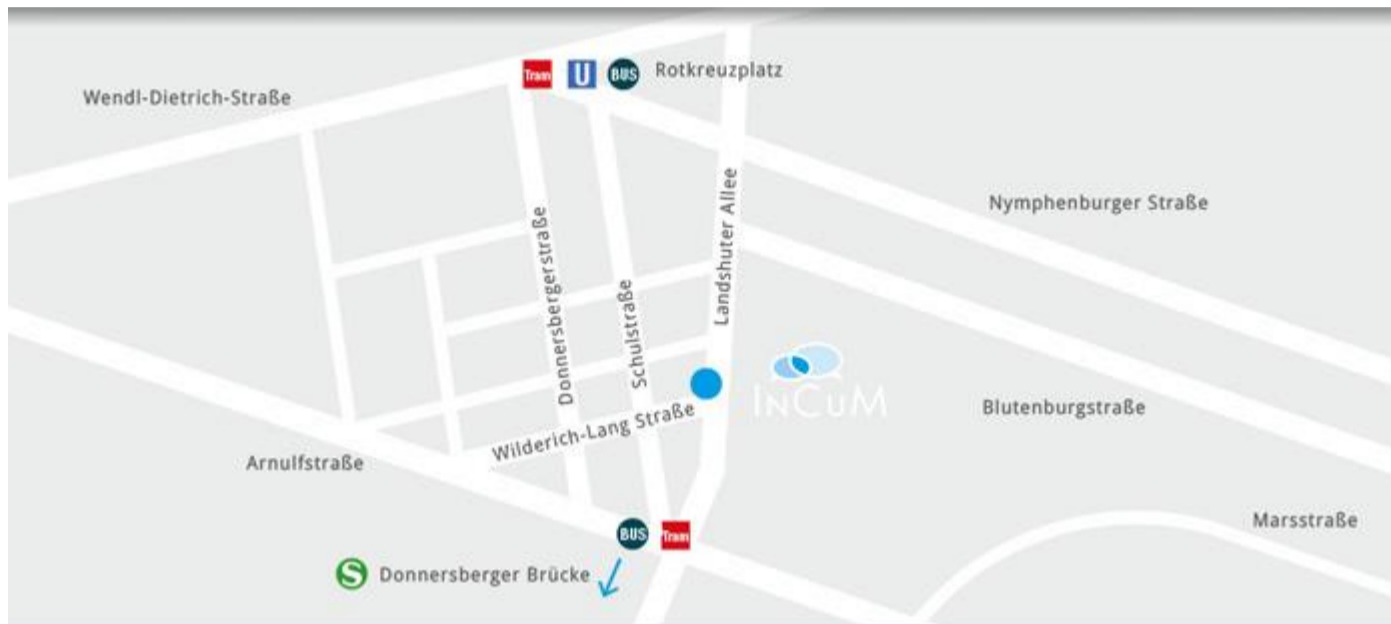 Tram U BUS Rotkreuzplatz
Wendl-Dietrich-Straße
Nymphenburger Straße
Landshuter Allee
Donnersbergerstraße
Schulstraße
INCUM
Blutenburgstraße
Wilderich-Lang Straße
Arnulfstraße
Marsstraße
BUS Tram
S Donnersberger Brücke